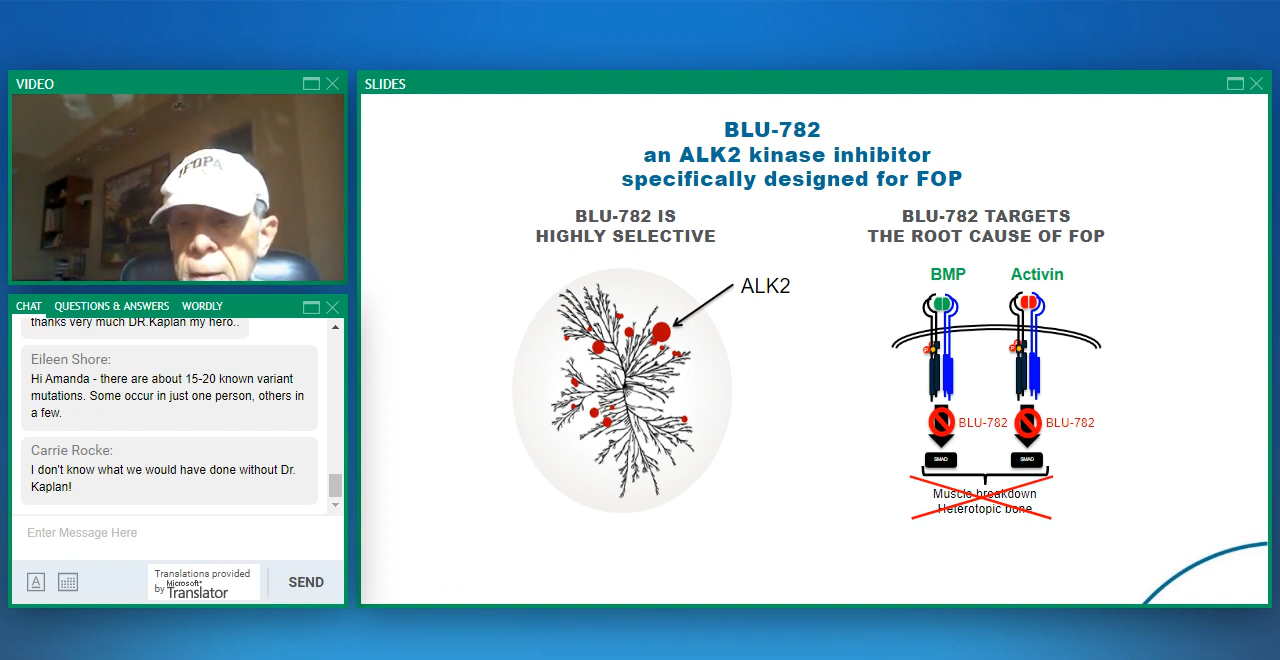 VIDEO
IFOPA
CHAT QUESTIONS & ANSWERS WORDLY
thanks very much DR.Kaplan my hero..
Eileen Shore:
Hi Amanda - there are about 15-20 known variant
mutations. Some occur in just one person, others in
a few.
Carrie Rocke:
I don't know what we would have done without Dr.
Kaplan!
Enter Message Here
A
Translations provided
by Microsoft®
Translator
SEND
SLIDES
BLU-782
an ALK2 kinase inhibitor
specifically designed for FOP
BLU-782 IS
HIGHLY SELECTIVE
ALK2
BLU-782 TARGETS
THE ROOT CAUSE OF FOP
BMP Activin
BLU-782 BLU-782
SMAD SMAD
Muscle breakdown
Heterotopic bone